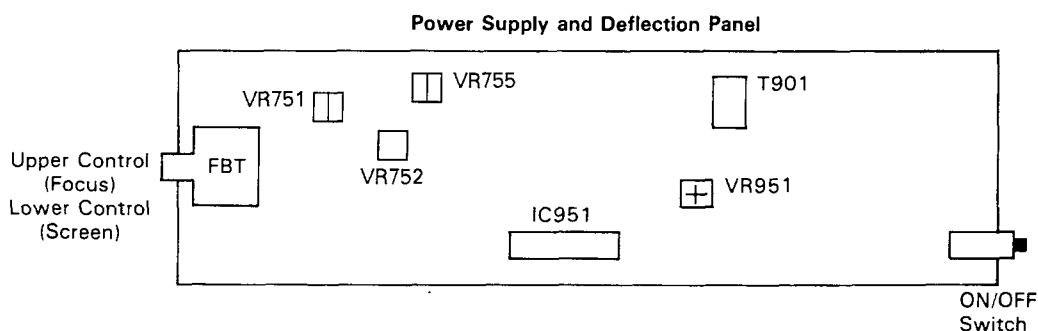 Power Supply and Deflection Panel
VR751
VR755
T901
Upper Control
(Focus)
Lower Control
(Screen)
FBT
VR752
VR951
IC951
ON/OFF
Switch